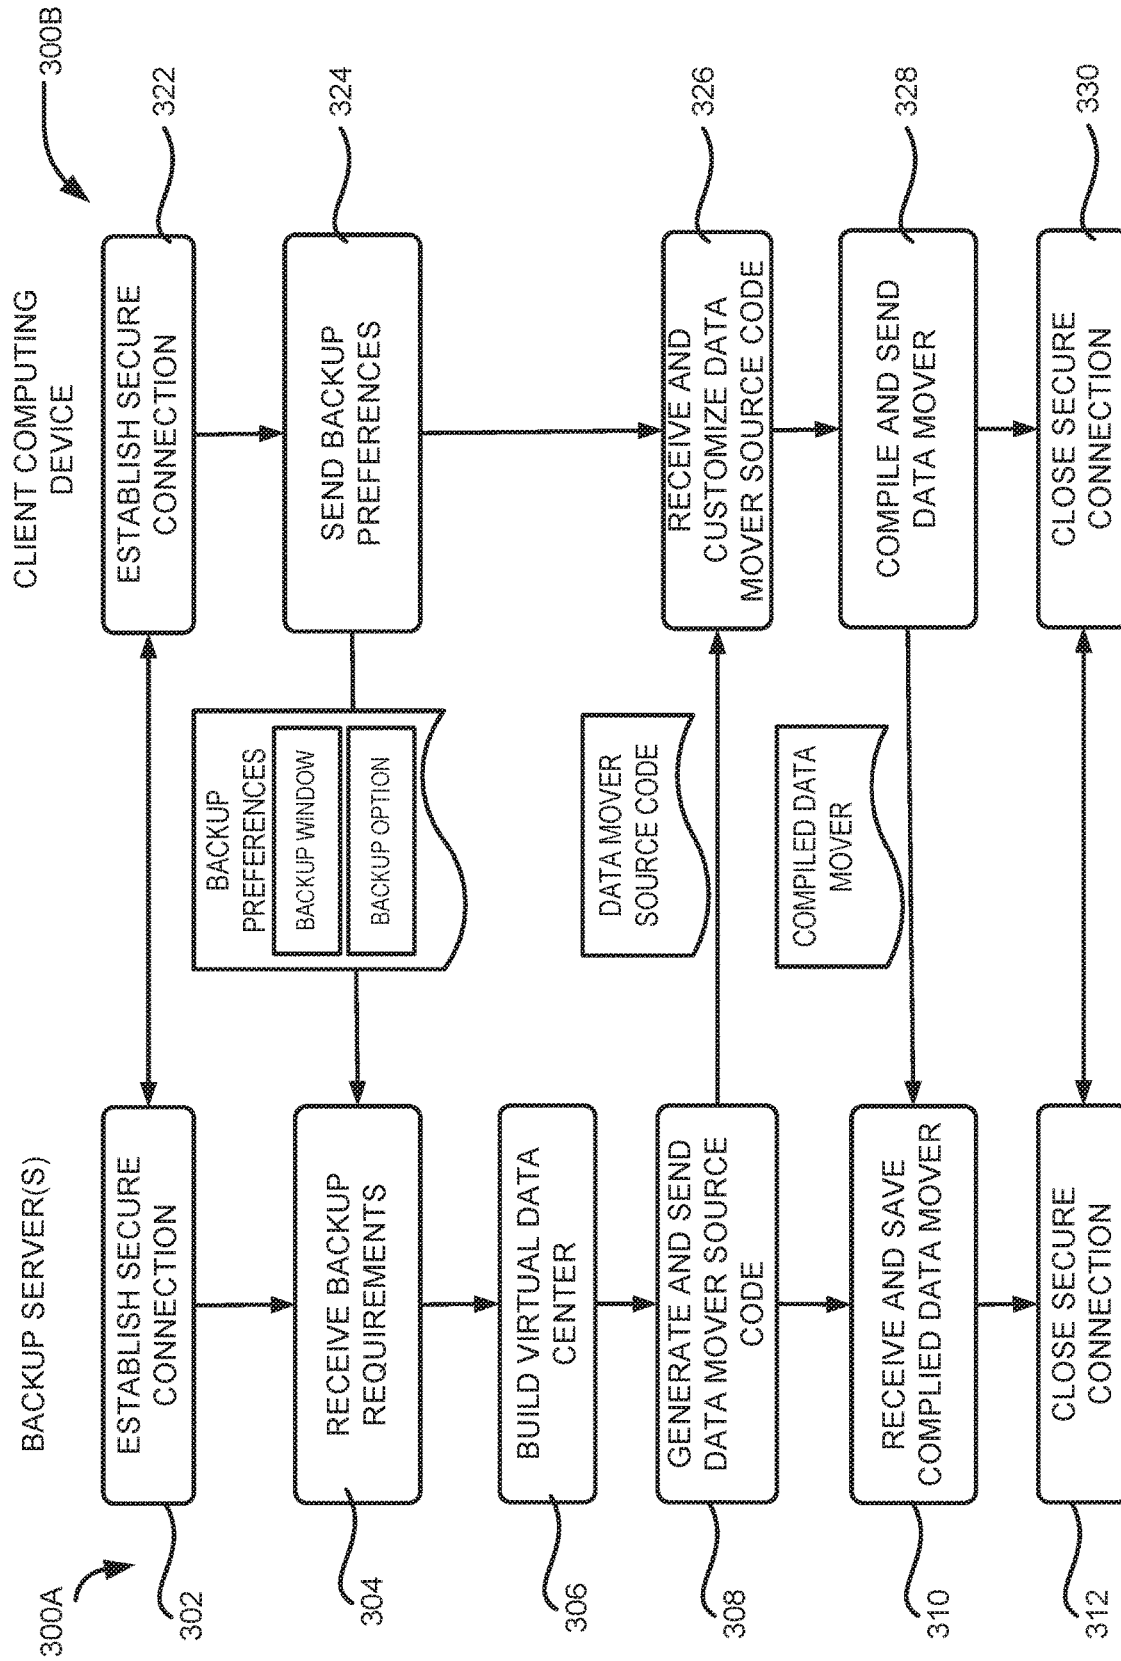 BACKUP SERVER(S)
CLIENT COMPUTING
DEVICE
300A
300B
302
ESTABLISH SECURE
CONNECTION
ESTABLISH SECURE
CONNECTION
322
304
RECEIVE BACKUP
REQUIREMENTS
BACKUP
PREFERENCES
BACKUP WINDOW
BACKUP OPTION
SEND BACKUP
PREFERENCES
324
306
BUILD VIRTUAL DATA
CENTER
308
GENERATE AND SEND
DATA MOVER SOURCE
CODE
DATA MOVER
SOURCE CODE
RECEIVE AND
CUSTOMIZE DATA
MOVER SOURCE CODE
326
310
RECEIVE AND SAVE
COMPLIED DATA MOVER
COMPILED DATA
MOVER
COMPILE AND SEND
DATA MOVER
328
312
CLOSE SECURE
CONNECTION
CLOSE SECURE
CONNECTION
330